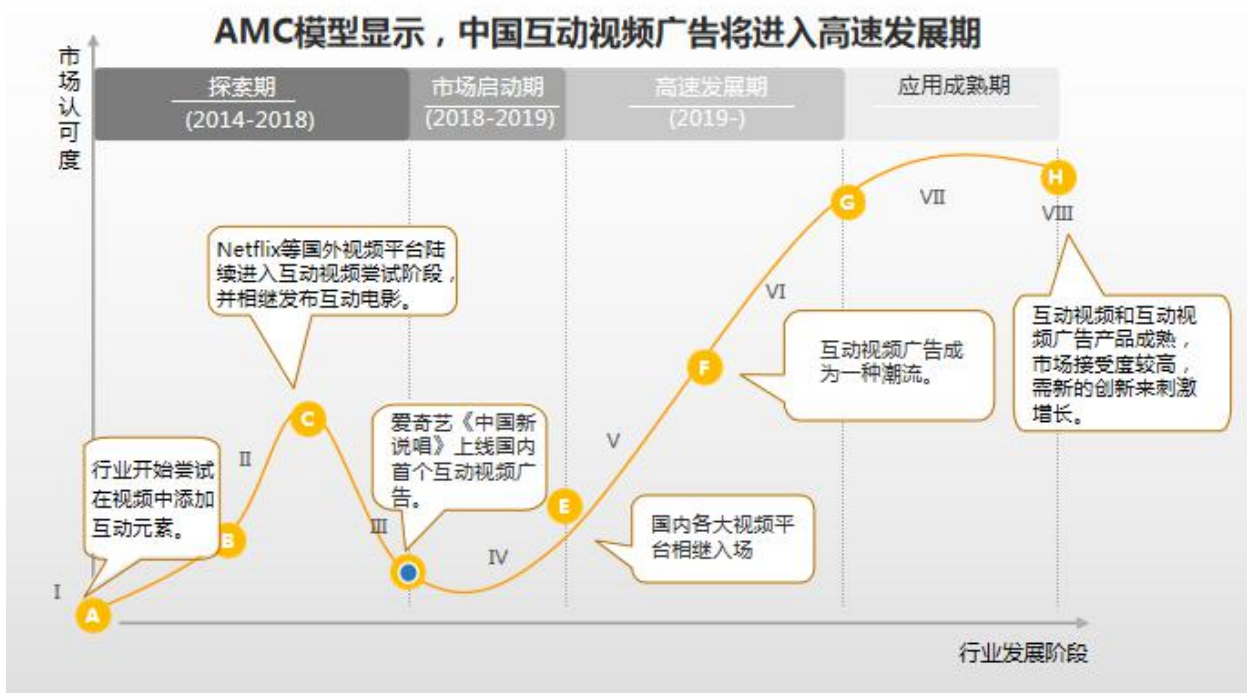 AMC模型显示，中国互动视频广告将进入高速发展期
市场认可度
探索期
(2014-2018)
市场启动期
(2018-2019)
高速发展期
(2019-)
应用成熟期
Netflix等国外视频平台陆
续进入互动视频尝试阶段，
并相继发布互动电影。
行业开始尝试
在视频中添加
互动元素。
爱奇艺《中国新
说唱》上线国内
首个互动视频广
告。
国内各大视频平
台相继入场
互动视频广告成
为一种潮流。
互动视频和互动视
频广告产品成熟，
市场接受度较高，
需新的创新来刺激
增长。
A
B
C
E
F
G
H
I
II
III
IV
V
VI
VII
VIII
行业发展阶段